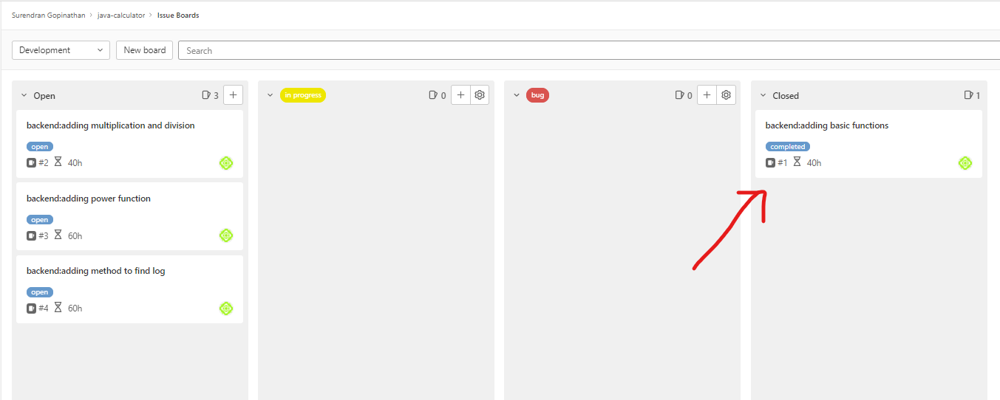 Surendran Gopinathan > java-calculator > Issue Boards
Development
New board
Search
Open
3
backend:adding multiplication and division
open
#2 40h
backend:adding power function
open
#3 60h
backend:adding method to find log
open
#4 60h
in progress
0
bug
0
Closed
1
backend:adding basic functions
completed
#1 40h